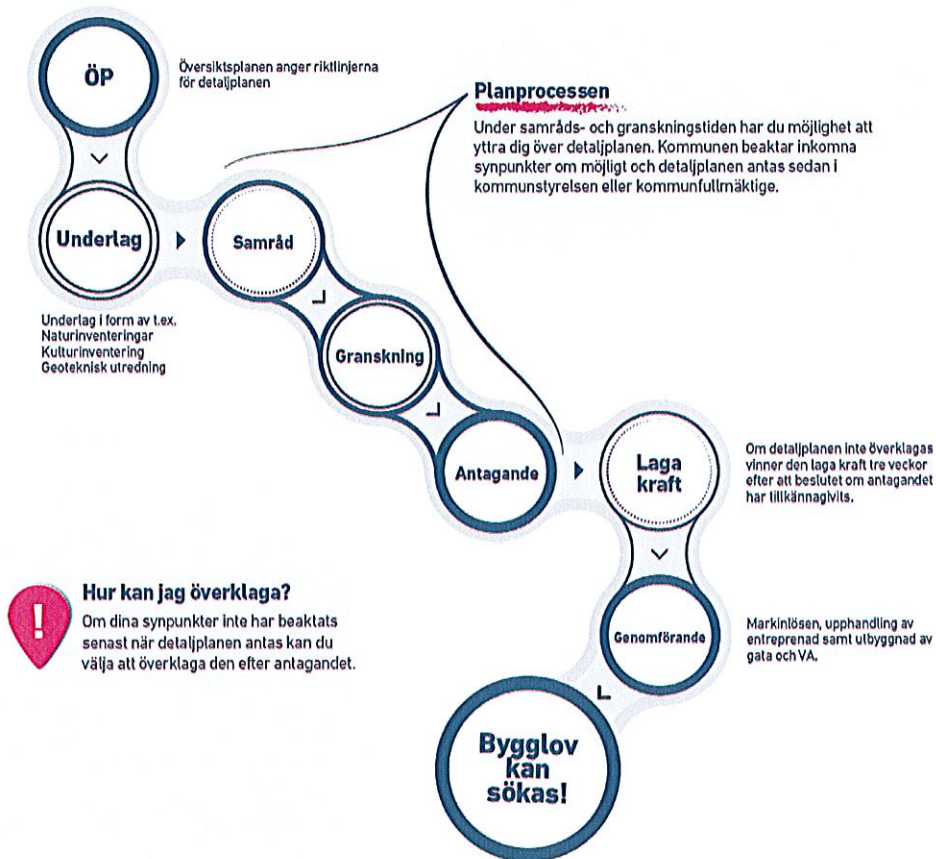 ÖP
Översiktsplanen anger riktlinjerna
för detaljplanen
Planprocessen
Under samråds- och granskningstiden har du möjlighet att
yttra dig över detaljplanen. Kommunen beaktar inkomna
synpunkter om möjligt och detaljplanen antas sedan i
kommunstyrelsen eller kommunfullmäktige.
Underlag
Samråd
Underlag i form av t.ex.
Naturinventeringar
Kulturinventering
Geoteknisk utredning
Granskning
Antagande
Laga
kraft
Om detaljplanen inte överklagas
vinner den laga kraft tre veckor
efter att beslutet om antagandet
har tillkännagivits.
Hur kan jag överklaga?
Om dina synpunkter inte har beaktats
senast när detaljplanen antas kan du
välja att överklaga den efter antagandet.
Genomförande
Markinlösen, upphandling av
entreprenad samt utbyggnad av
gata och VA.
Bygglov
kan
sökas!